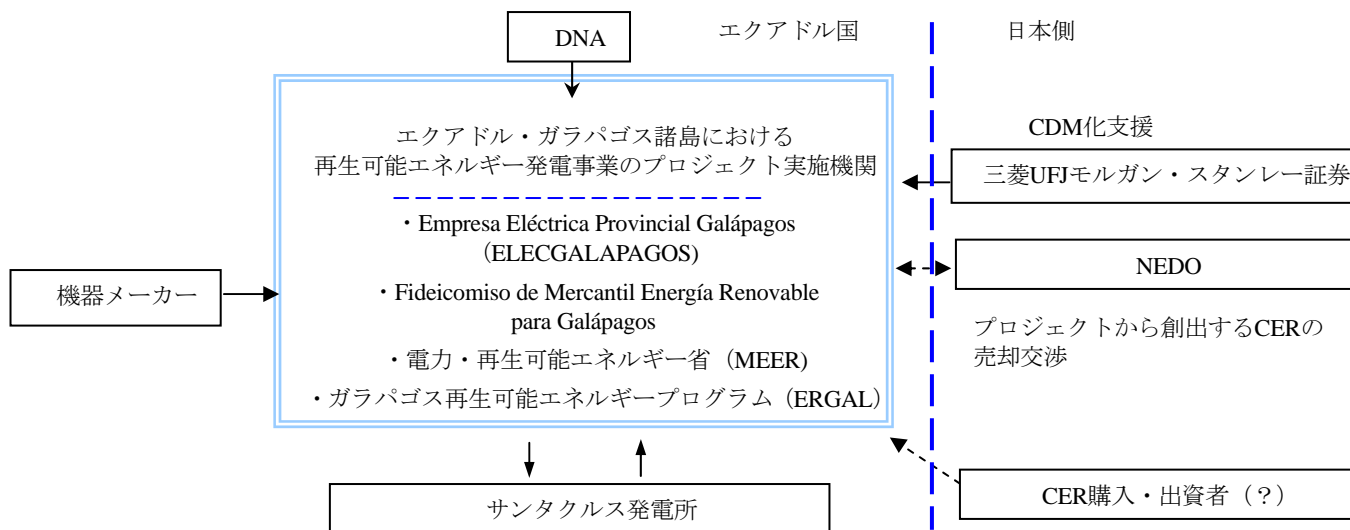 DNA
エクアドル国
日本側
エクアドル・ガラパゴス諸島における
再生可能エネルギー発電事業のプロジェクト実施機関
・Empresa Eléctrica Provincial Galápagos
(ELECGALAPAGOS)
・Fideicomiso de Mercantil Energía Renovable
para Galápagos
・電力・再生可能エネルギー省（MEER)
・ガラパゴス再生可能エネルギープログラム（ERGAL）
機器メーカー
サンタクルス発電所
CDM化支援
三菱UFJモルガン・スタンレー証券
NEDO
プロジェクトから創出するCERの
売却交渉
CER購入・出資者（？）